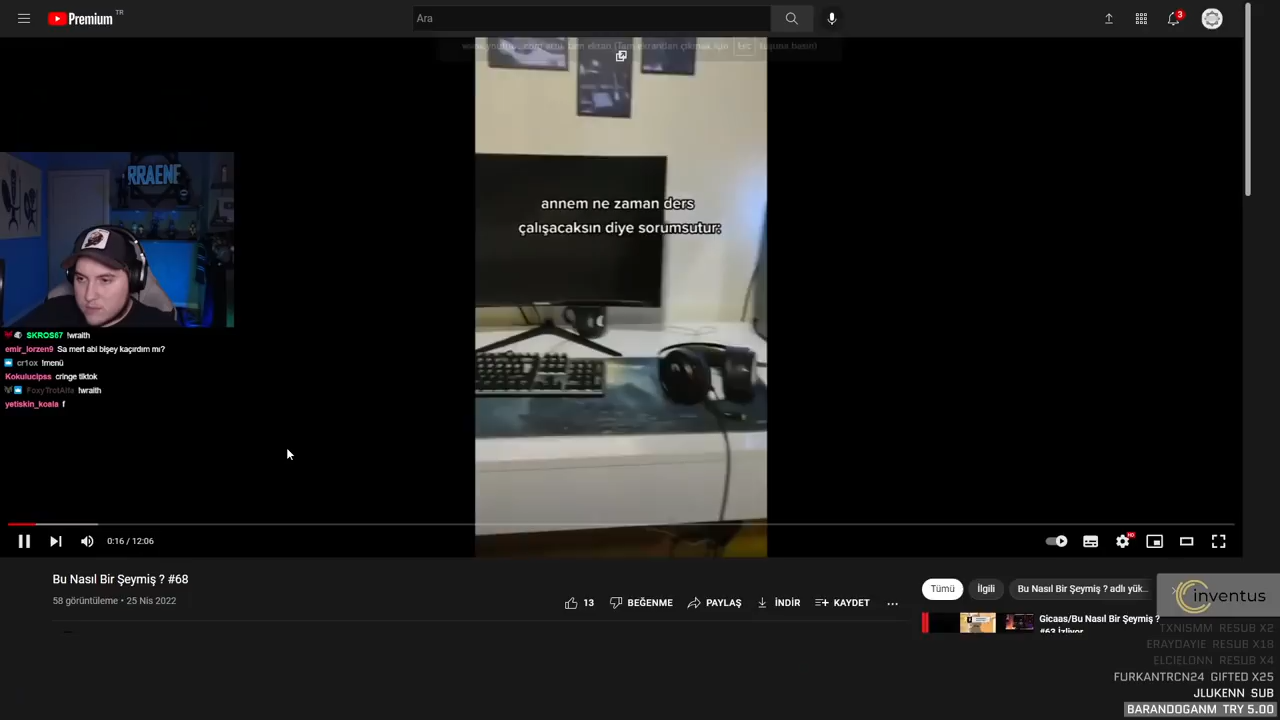 Premium TR
Ara
3
annem ne zaman ders
çalışacaksın diye sorumsutur:
RRAENE
SKROS67 !wraith
emir_lorzen9 Sa mert abi bişey kaçırdım mı?
cr1ox !menü
Kokulucipss cringe tiktok
FoxyTrotAlfa !wraith
yetiskin_koala f
0:16 / 12:06
HD
Bu Nasıl Bir Şeymiş ? #68
58 görüntüleme • 25 Nis 2022
13 BEĞENME PAYLAŞ İNDİR KAYDET ...
Tümü İlgili Bu Nasıl Bir Şeymiş ? adlı yük...
inventus
Gicaas/Bu Nasıl Bir Şeymiş ?
#63 İzliyor
TXNISMM RESUB X2
ERAYDAYIE RESUB X18
ELCIELONN RESUB X4
FURKANTRCN24 GIFTED X25
JLUKENN SUB
BARANDOGANM TRY 5.00